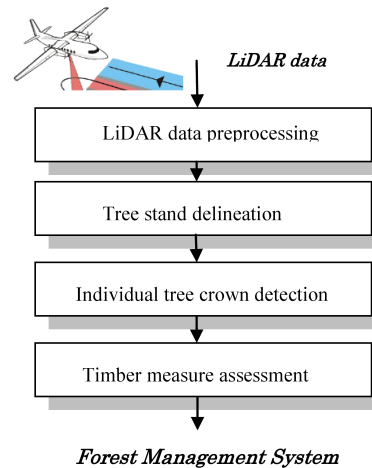 LiDAR data
LiDAR data preprocessing
Tree stand delineation
Individual tree crown detection
Timber measure assessment
Forest Management System